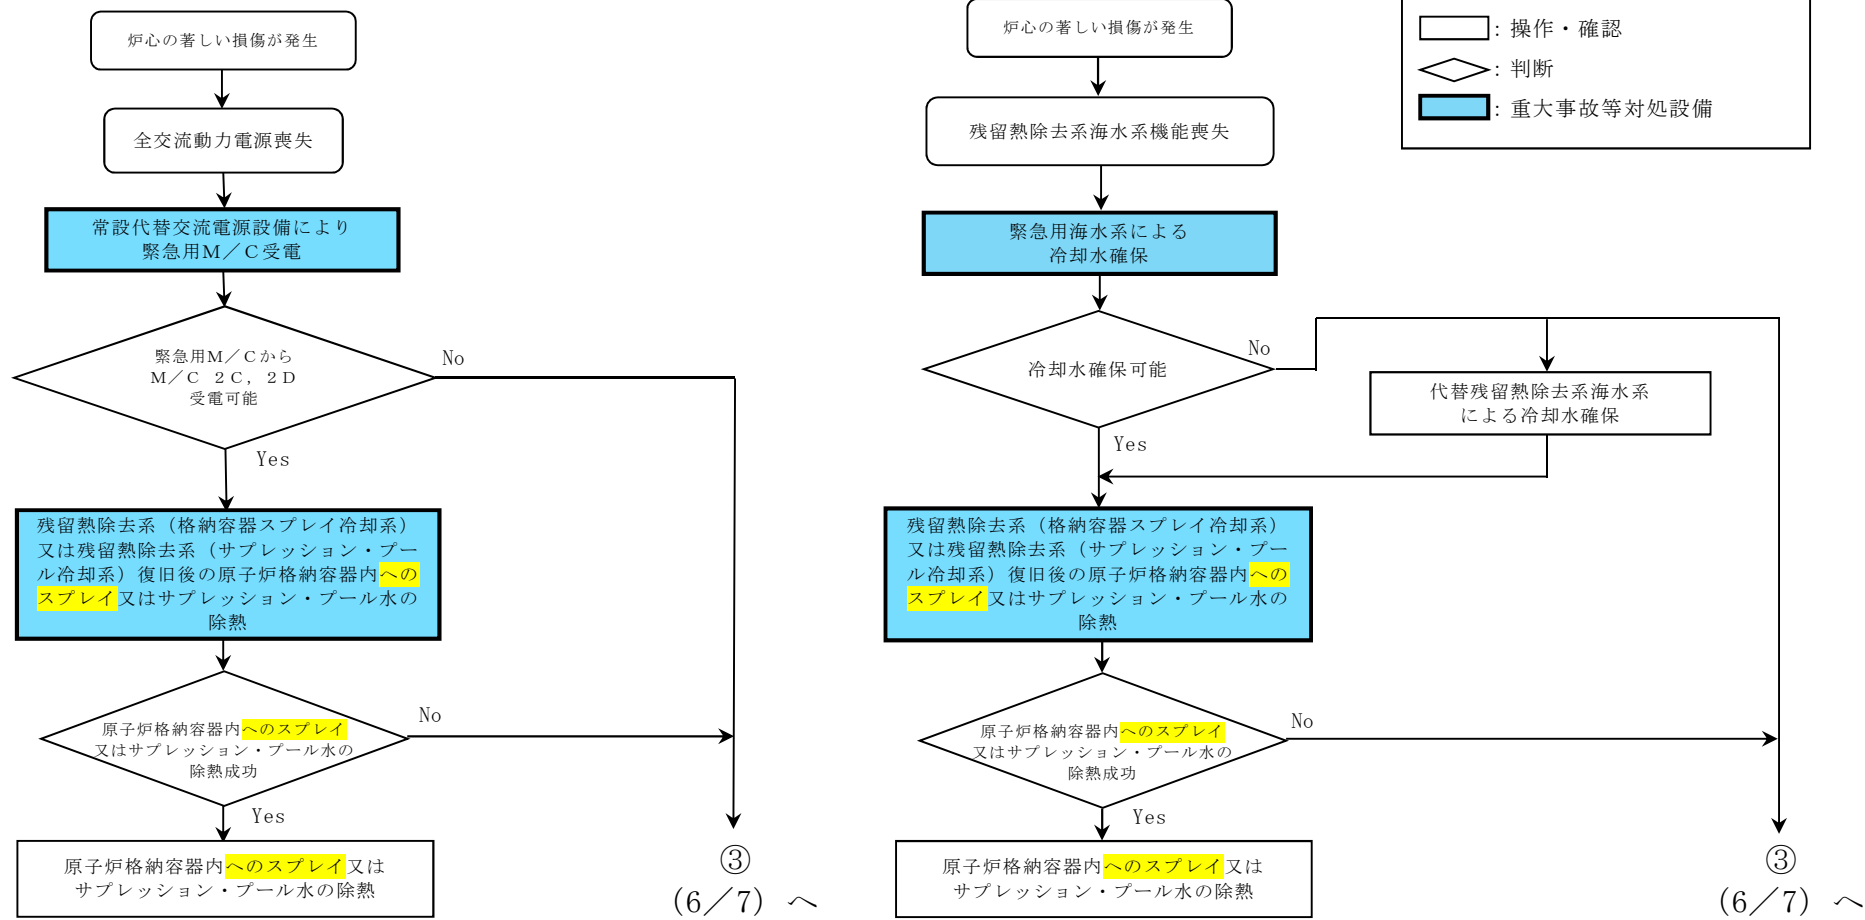 炉心の著しい損傷が発生
全交流動力電源喪失
常設代替交流電源設備により
緊急用M／C受電
緊急用M／Cから
M／C ２C，２D
受電可能
No
Yes
残留熱除去系（格納容器スプレイ冷却系）
又は残留熱除去系（サプレッション・プー
ル冷却系）復旧後の原子炉格納容器内への
スプレイ又はサプレッション・プール水の
除熱
原子炉格納容器内へのスプレイ
又はサプレッション・プール水の
除熱成功
No
Yes
原子炉格納容器内へのスプレイ又は
サプレッション・プール水の除熱
③
（6／7）へ
炉心の著しい損傷が発生
残留熱除去系海水系機能喪失
緊急用海水系による
冷却水確保
冷却水確保可能
No
Yes
代替残留熱除去系海水系
による冷却水確保
残留熱除去系（格納容器スプレイ冷却系）
又は残留熱除去系（サプレッション・プー
ル冷却系）復旧後の原子炉格納容器内への
スプレイ又はサプレッション・プール水の
除熱
原子炉格納容器内へのスプレイ
又はサプレッション・プール水の
除熱成功
No
Yes
原子炉格納容器内へのスプレイ又は
サプレッション・プール水の除熱
③
（6／7）へ
：操作・確認
：判断
：重大事故等対処設備